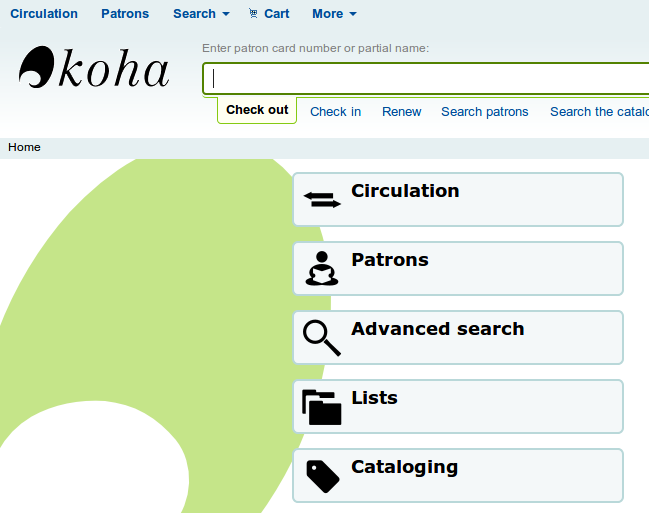 Circulation Patrons Search Cart More
koha
Enter patron card number or partial name:
Check out Check in Renew Search patrons Search the catalo
Home
Circulation
Patrons
Advanced search
Lists
Cataloging